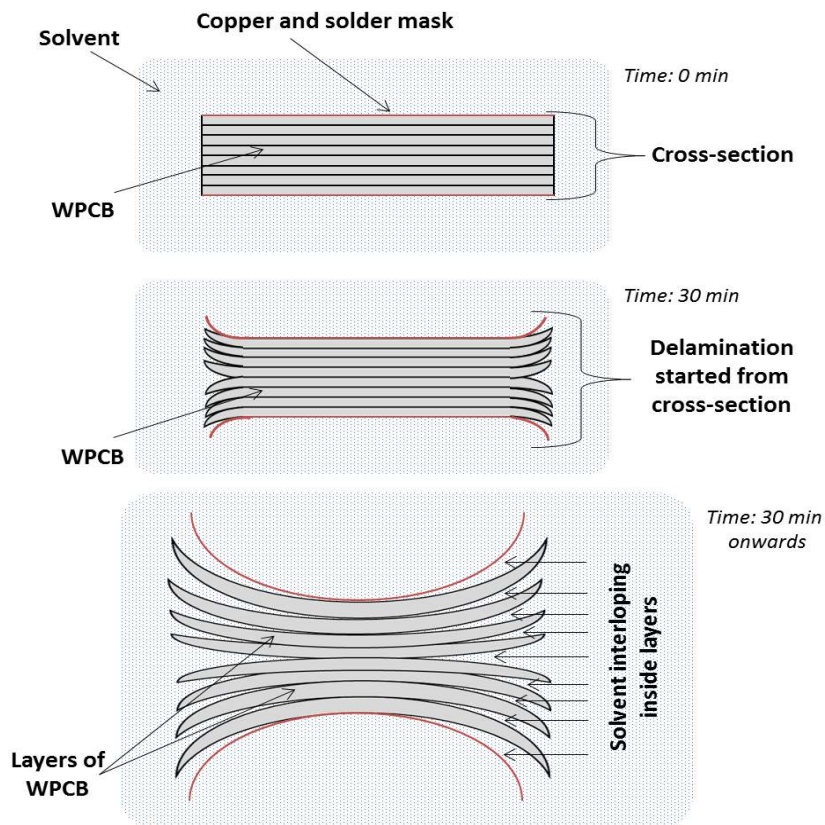 Copper and solder mask
Solvent
Time: 0 min
Cross-section
WPCB
Time: 30 min
Delamination
started from
cross-section
WPCB
Time: 30 min
onwards
Solvent interloping
inside layers
Layers of
WPCB